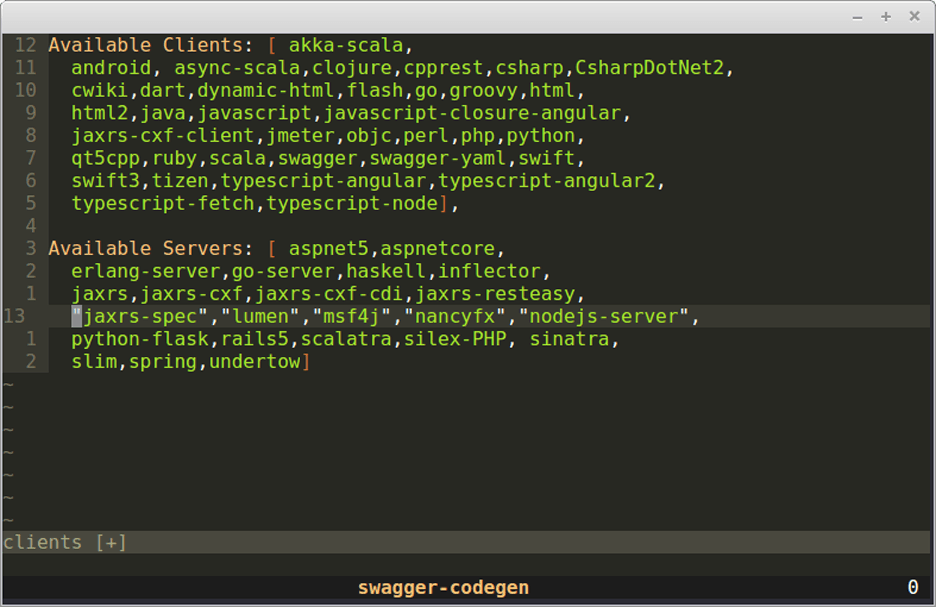 12 Available Clients: [ akka-scala,
11   android, async-scala,clojure,cpprest,csharp,CsharpDotNet2,
10   cwiki,dart,dynamic-html,flash,go,groovy,html,
9   html2,java,javascript,javascript-closure-angular,
8   jaxrs-cxf-client,jmeter,objc,perl,php,python,
7   qt5cpp,ruby,scala,swagger,swagger-yaml,swift,
6   swift3,tizen,typescript-angular,typescript-angular2,
5   typescript-fetch,typescript-node],
4
3 Available Servers: [ aspnet5,aspnetcore,
2   erlang-server,go-server,haskell,inflector,
1   jaxrs,jaxrs-cxf,jaxrs-cxf-cdi,jaxrs-resteasy,
13   "jaxrs-spec","lumen","msf4j","nancyfx","nodejs-server",
1   python-flask,rails5,scalatra,silex-PHP, sinatra,
2   slim,spring,undertow]
~
~
~
~
~
~
~
clients [+]
swagger-codegen 0